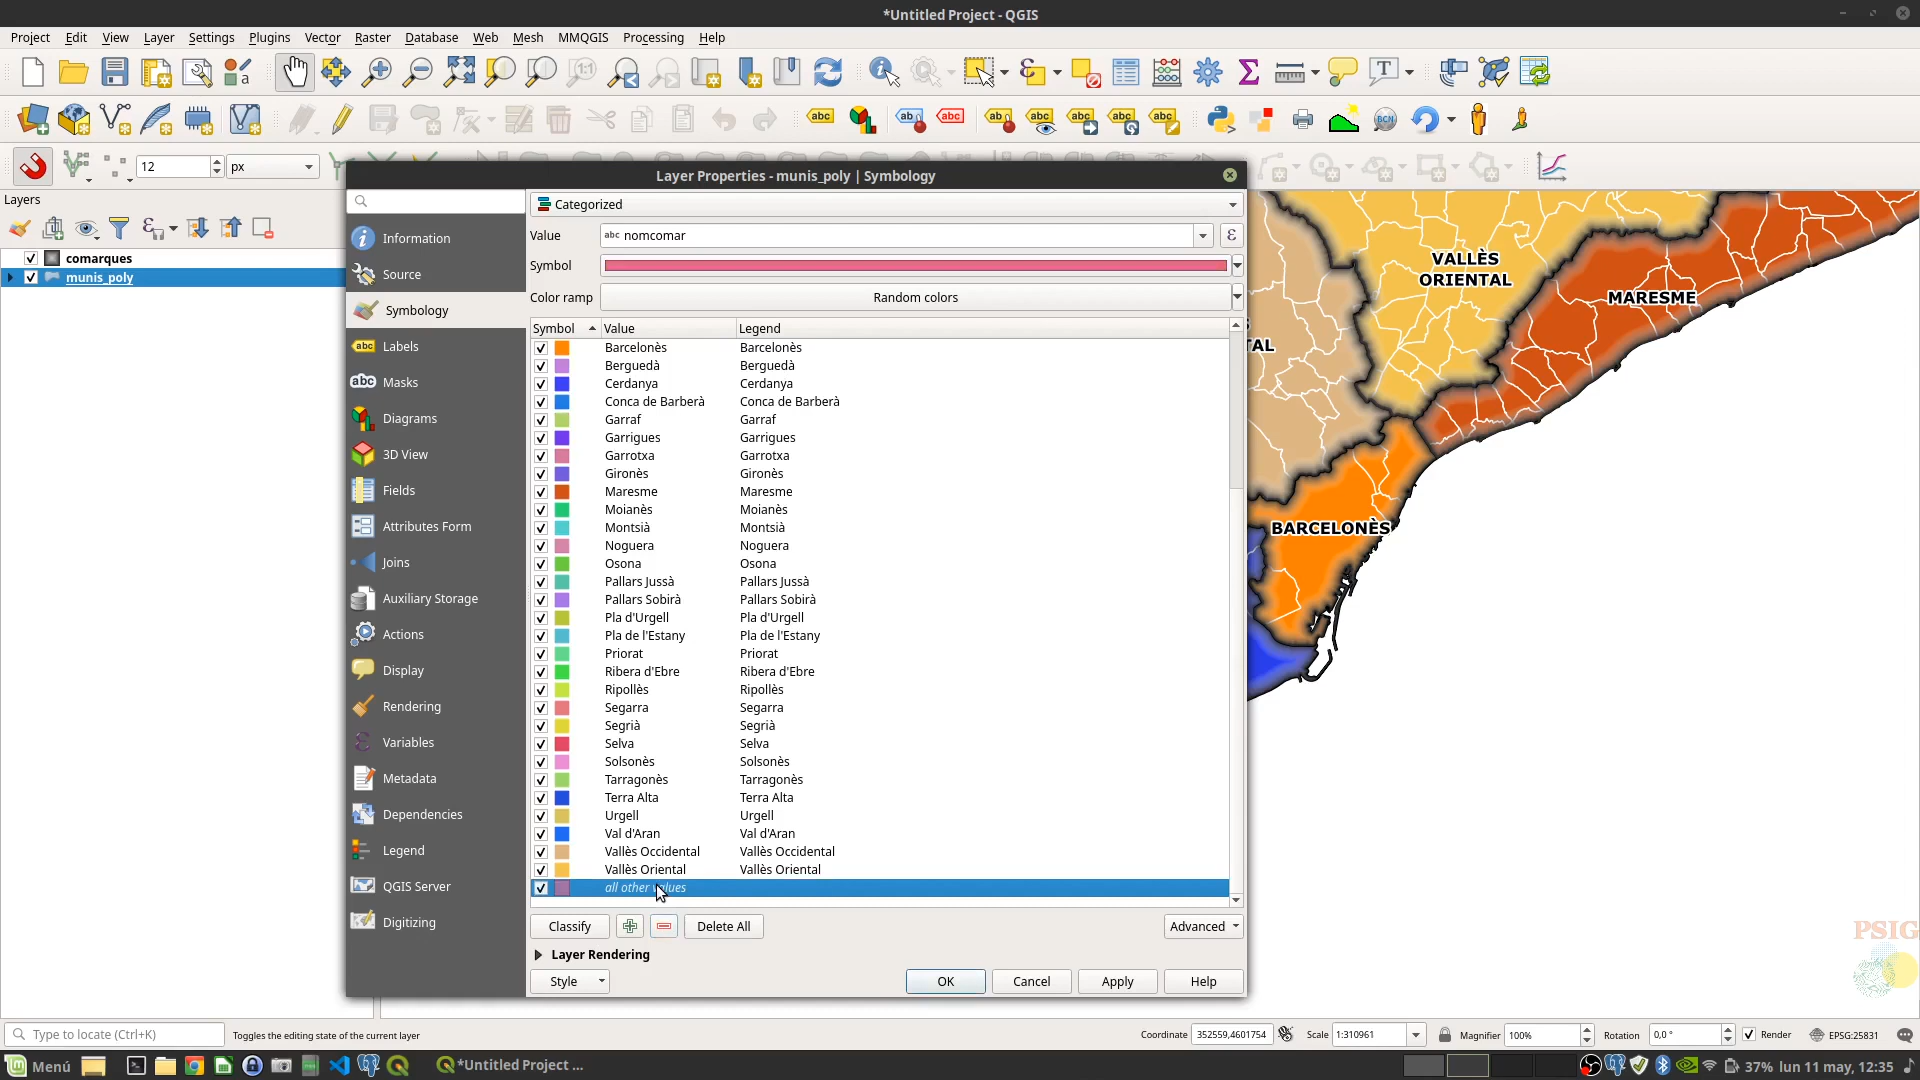 *Untitled Project - QGIS
Project Edit View Layer Settings Plugins Vector Raster Database Web Mesh MMQGIS Processing Help
12 px
Layers
comarques
munis_poly
Layer Properties - munis_poly | Symbology
Information
Source
Symbology
Labels
Masks
Diagrams
3D View
Fields
Attributes Form
Joins
Auxiliary Storage
Actions
Display
Rendering
Variables
Metadata
Dependencies
Legend
QGIS Server
Digitizing
Categorized
Value abc nomcomar
Symbol
Color ramp Random colors
Symbol Value Legend
Barcelonès Barcelonès
Berguedà Berguedà
Cerdanya Cerdanya
Conca de Barberà Conca de Barberà
Garraf Garraf
Garrigues Garrigues
Garrotxa Garrotxa
Gironès Gironès
Maresme Maresme
Moianès Moianès
Montsià Montsià
Noguera Noguera
Osona Osona
Pallars Jussà Pallars Jussà
Pallars Sobirà Pallars Sobirà
Pla d'Urgell Pla d'Urgell
Pla de l'Estany Pla de l'Estany
Priorat Priorat
Ribera d'Ebre Ribera d'Ebre
Ripollès Ripollès
Segarra Segarra
Segrià Segrià
Selva Selva
Solsonès Solsonès
Tarragonès Tarragonès
Terra Alta Terra Alta
Urgell Urgell
Val d'Aran Val d'Aran
Vallès Occidental Vallès Occidental
Vallès Oriental Vallès Oriental
all other values
Classify Delete All Advanced
Layer Rendering
Style OK Cancel Apply Help
VALLÈS
ORIENTAL
MARESME
TAL
BARCELONÈS
PSIG
Type to locate (Ctrl+K) Toggles the editing state of the current layer Coordinate 352559,4601754 Scale 1:310961 Magnifier 100% Rotation 0,0 ° Render EPSG:25831
Menú *Untitled Project ... 37% lun 11 may, 12:35